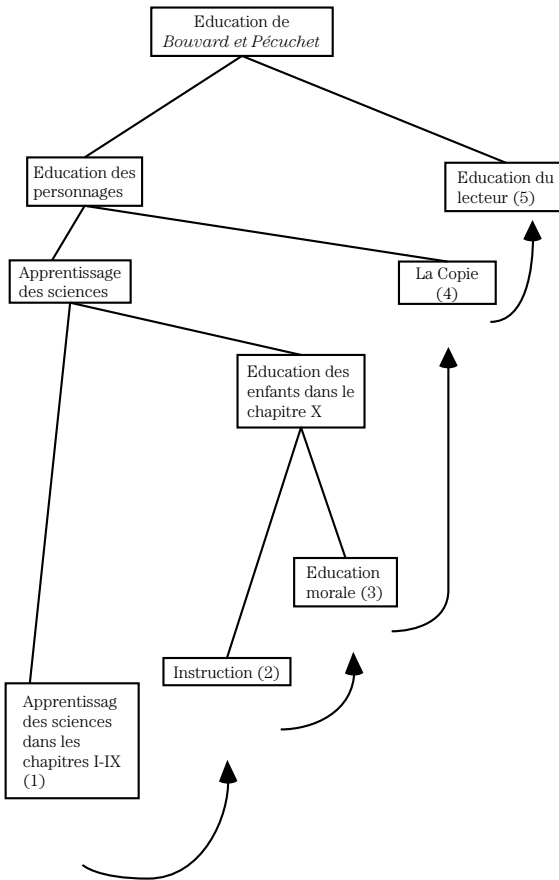 Education de
Bouvard et Pécuchet
Education des
personnages
Education du
lecteur (5)
Apprentissage
des sciences
La Copie
(4)
Education des
enfants dans le
chapitre X
Education
morale (3)
Instruction (2)
Apprentissag
des sciences
dans les
chapitres I-IX
(1)